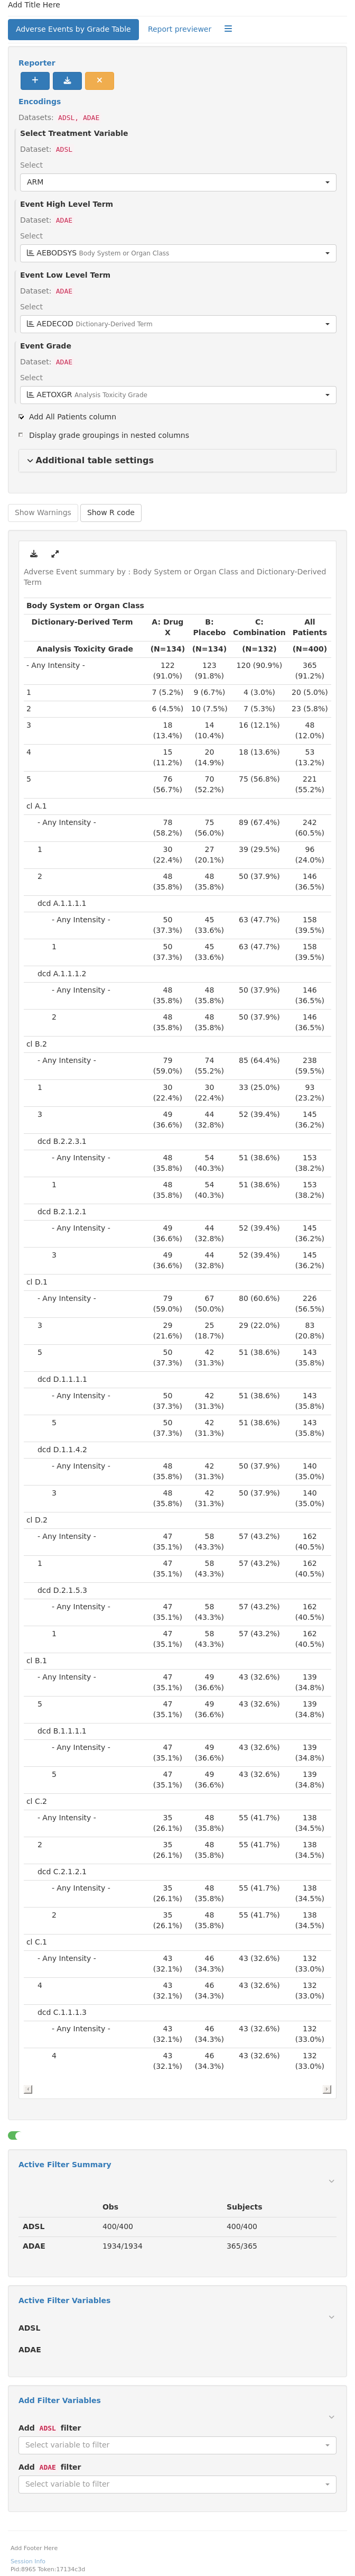 Add Title Here
Adverse Events by Grade Table
Report previewer
Reporter
Encodings
Datasets: ADSL, ADAE
Select Treatment Variable
Dataset: ADSL
Select
ARM
Event High Level Term
Dataset: ADAE
Select
AEBODSYS Body System or Organ Class
Event Low Level Term
Dataset: ADAE
Select
AEDECOD Dictionary-Derived Term
Event Grade
Dataset: ADAE
Select
AETOXGR Analysis Toxicity Grade
Add All Patients column
Display grade groupings in nested columns
Additional table settings
Show Warnings Show R code
Adverse Event summary by : Body System or Organ Class and Dictionary-Derived
Term
Body System or Organ Class
Dictionary-Derived Term A: Drug B: C: All
X Placebo Combination Patients
Analysis Toxicity Grade (N=134) (N=134) (N=132) (N=400)
- Any Intensity - 122 123 120 (90.9%) 365
(91.0%) (91.8%) (91.2%)
1 7 (5.2%) 9 (6.7%) 4 (3.0%) 20 (5.0%)
2 6 (4.5%) 10 (7.5%) 7 (5.3%) 23 (5.8%)
3 18 14 16 (12.1%) 48
(13.4%) (10.4%) (12.0%)
4 15 20 18 (13.6%) 53
(11.2%) (14.9%) (13.2%)
5 76 70 75 (56.8%) 221
(56.7%) (52.2%) (55.2%)
cl A.1
- Any Intensity - 78 75 89 (67.4%) 242
(58.2%) (56.0%) (60.5%)
1 30 27 39 (29.5%) 96
(22.4%) (20.1%) (24.0%)
2 48 48 50 (37.9%) 146
(35.8%) (35.8%) (36.5%)
dcd A.1.1.1.1
- Any Intensity - 50 45 63 (47.7%) 158
(37.3%) (33.6%) (39.5%)
1 50 45 63 (47.7%) 158
(37.3%) (33.6%) (39.5%)
dcd A.1.1.1.2
- Any Intensity - 48 48 50 (37.9%) 146
(35.8%) (35.8%) (36.5%)
2 48 48 50 (37.9%) 146
(35.8%) (35.8%) (36.5%)
cl B.2
- Any Intensity - 79 74 85 (64.4%) 238
(59.0%) (55.2%) (59.5%)
1 30 30 33 (25.0%) 93
(22.4%) (22.4%) (23.2%)
3 49 44 52 (39.4%) 145
(36.6%) (32.8%) (36.2%)
dcd B.2.2.3.1
- Any Intensity - 48 54 51 (38.6%) 153
(35.8%) (40.3%) (38.2%)
1 48 54 51 (38.6%) 153
(35.8%) (40.3%) (38.2%)
dcd B.2.1.2.1
- Any Intensity - 49 44 52 (39.4%) 145
(36.6%) (32.8%) (36.2%)
3 49 44 52 (39.4%) 145
(36.6%) (32.8%) (36.2%)
cl D.1
- Any Intensity - 79 67 80 (60.6%) 226
(59.0%) (50.0%) (56.5%)
3 29 25 29 (22.0%) 83
(21.6%) (18.7%) (20.8%)
5 50 42 51 (38.6%) 143
(37.3%) (31.3%) (35.8%)
dcd D.1.1.1.1
- Any Intensity - 50 42 51 (38.6%) 143
(37.3%) (31.3%) (35.8%)
5 50 42 51 (38.6%) 143
(37.3%) (31.3%) (35.8%)
dcd D.1.1.4.2
- Any Intensity - 48 42 50 (37.9%) 140
(35.8%) (31.3%) (35.0%)
3 48 42 50 (37.9%) 140
(35.8%) (31.3%) (35.0%)
cl D.2
- Any Intensity - 47 58 57 (43.2%) 162
(35.1%) (43.3%) (40.5%)
1 47 58 57 (43.2%) 162
(35.1%) (43.3%) (40.5%)
dcd D.2.1.5.3
- Any Intensity - 47 58 57 (43.2%) 162
(35.1%) (43.3%) (40.5%)
1 47 58 57 (43.2%) 162
(35.1%) (43.3%) (40.5%)
cl B.1
- Any Intensity - 47 49 43 (32.6%) 139
(35.1%) (36.6%) (34.8%)
5 47 49 43 (32.6%) 139
(35.1%) (36.6%) (34.8%)
dcd B.1.1.1.1
- Any Intensity - 47 49 43 (32.6%) 139
(35.1%) (36.6%) (34.8%)
5 47 49 43 (32.6%) 139
(35.1%) (36.6%) (34.8%)
cl C.2
- Any Intensity - 35 48 55 (41.7%) 138
(26.1%) (35.8%) (34.5%)
2 35 48 55 (41.7%) 138
(26.1%) (35.8%) (34.5%)
dcd C.2.1.2.1
- Any Intensity - 35 48 55 (41.7%) 138
(26.1%) (35.8%) (34.5%)
2 35 48 55 (41.7%) 138
(26.1%) (35.8%) (34.5%)
cl C.1
- Any Intensity - 43 46 43 (32.6%) 132
(32.1%) (34.3%) (33.0%)
4 43 46 43 (32.6%) 132
(32.1%) (34.3%) (33.0%)
dcd C.1.1.1.3
- Any Intensity - 43 46 43 (32.6%) 132
(32.1%) (34.3%) (33.0%)
4 43 46 43 (32.6%) 132
(32.1%) (34.3%) (33.0%)
Active Filter Summary
Obs Subjects
ADSL 400/400 400/400
ADAE 1934/1934 365/365
Active Filter Variables
ADSL
ADAE
Add Filter Variables
Add ADSL filter
Select variable to filter
Add ADAE filter
Select variable to filter
Add Footer Here
Session Info
Pid:8965 Token:17134c3d